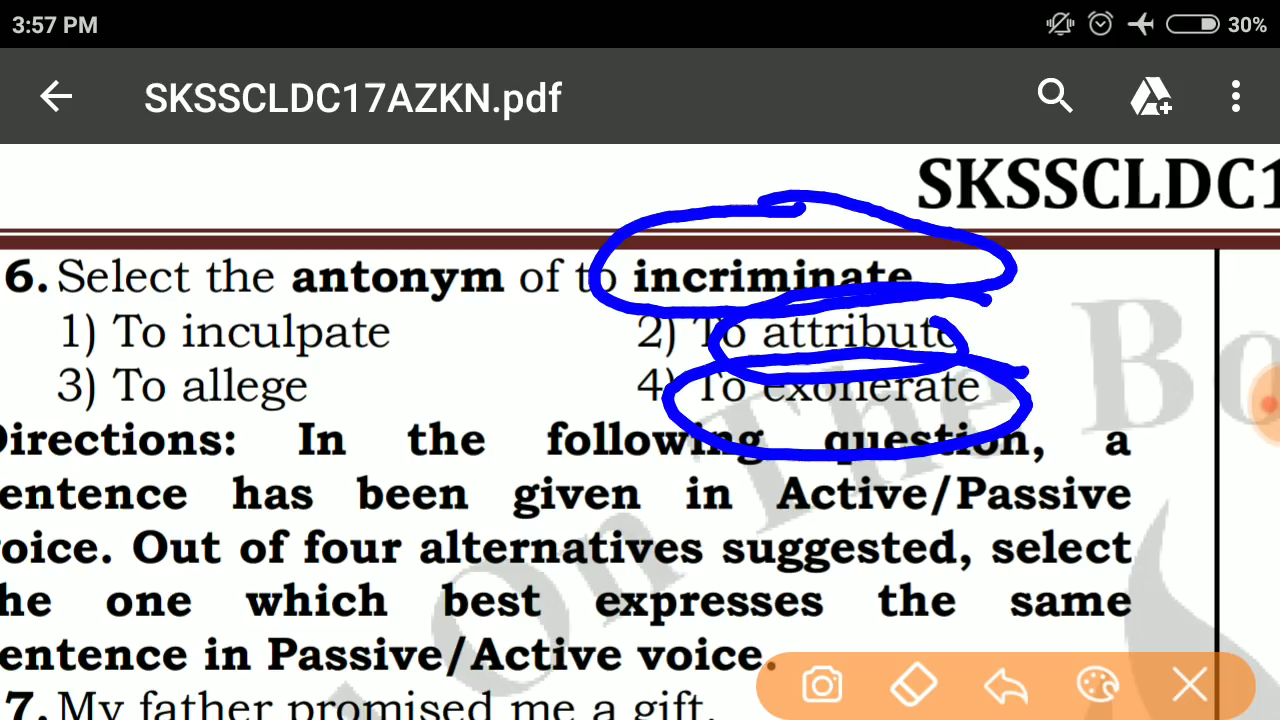 3:57 PM
30%
SKSSCLDC17AZKN.pdf
SKSSCLDC1
6. Select the antonym of to incriminate
1) To inculpate 2) To attribute
3) To allege 4) To exonerate
Directions: In the following question, a
entence has been given in Active/Passive
oice. Out of four alternatives suggested, select
he one which best expresses the same
entence in Passive/Active voice.
7. My father promised me a gift.
On The Bo